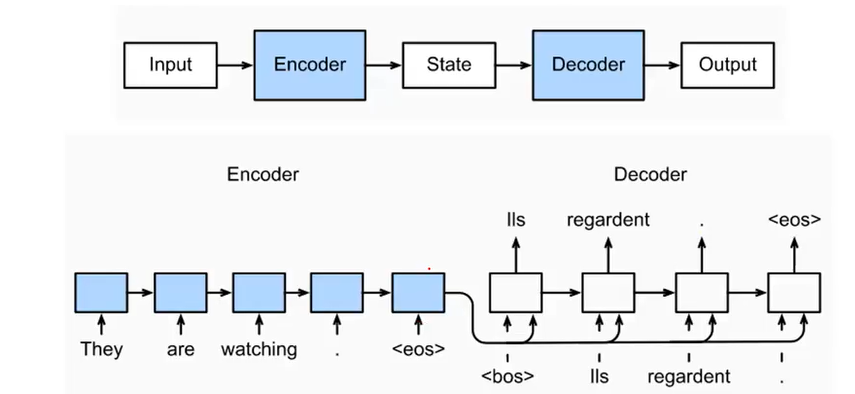 Input Encoder State Decoder Output
Encoder Decoder
Ils regardent . <eos>
They are watching . <eos>
<bos> Ils regardent .